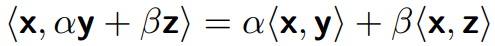 ⟨x, αy + βz⟩ = α⟨x, y⟩ + β⟨x, z⟩